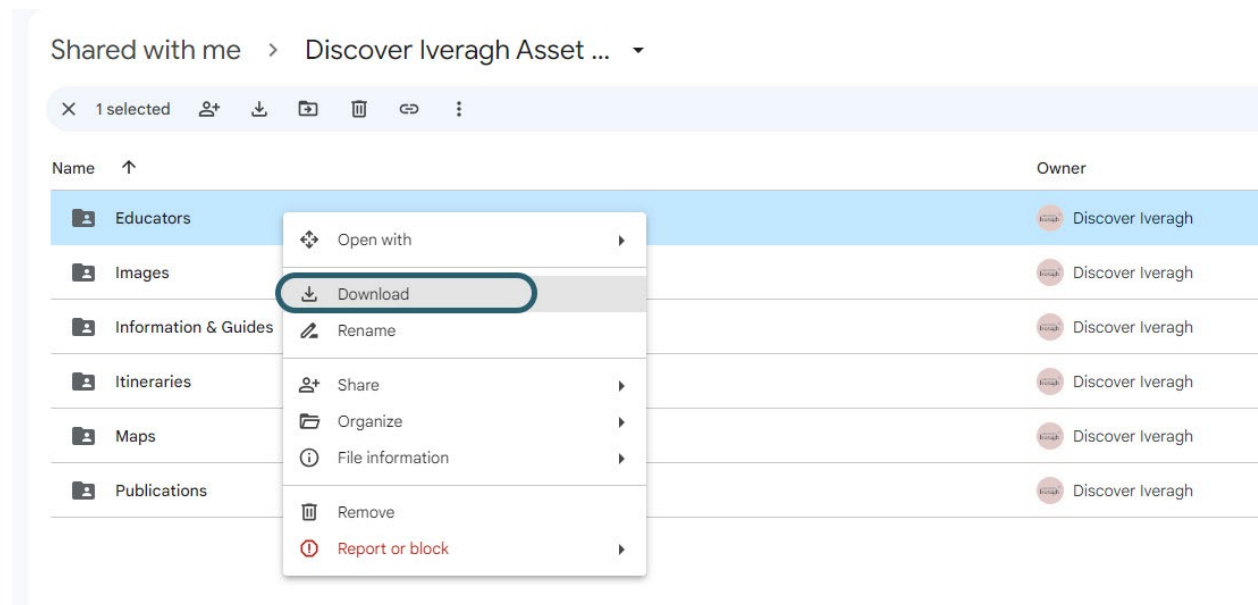 Shared with me > Discover Iveragh Asset ...
1 selected
Name Owner
Educators Discover Iveragh
Open with
Images Discover Iveragh
Download
Information & Guides Discover Iveragh
Rename
Itineraries Discover Iveragh
Share
Organize
Maps Discover Iveragh
File information
Publications Discover Iveragh
Remove
Report or block